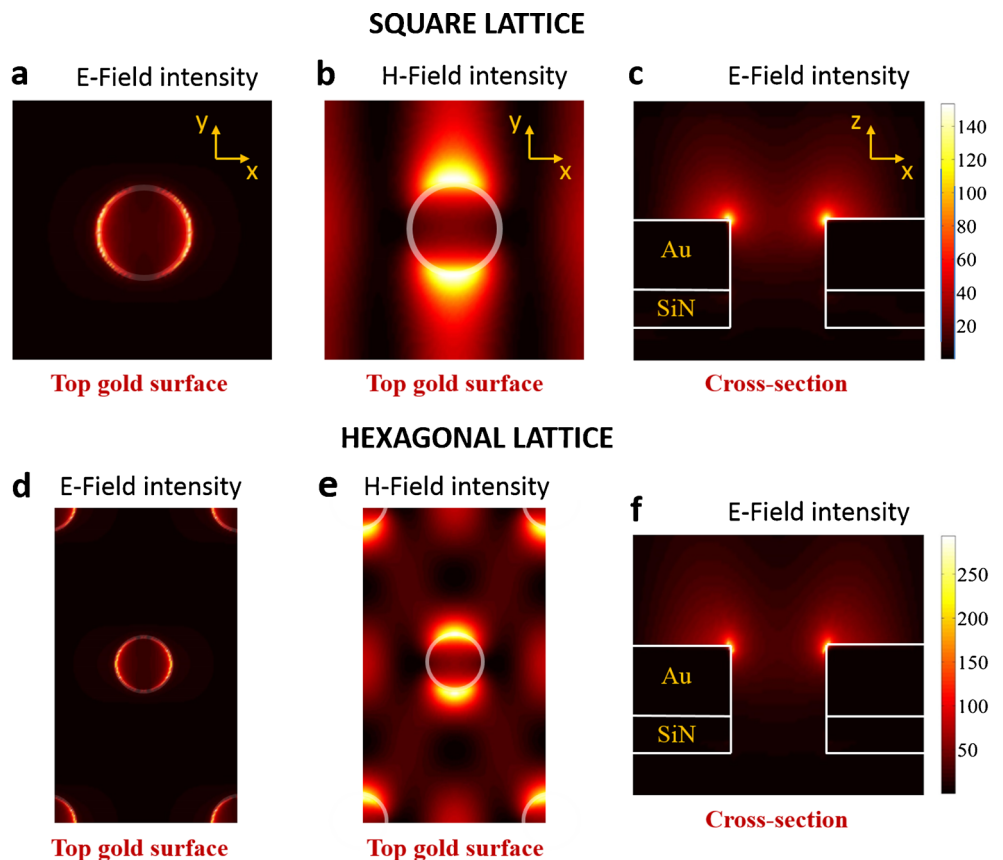 SQUARE LATTICE
a E-Field intensity
b H-Field intensity
c E-Field intensity
y
x
y
x
z
x
Au
SiN
140
120
100
80
60
40
20
Top gold surface
Top gold surface
Cross-section
HEXAGONAL LATTICE
d E-Field intensity
e H-Field intensity
f E-Field intensity
Au
SiN
250
200
150
100
50
Top gold surface
Top gold surface
Cross-section